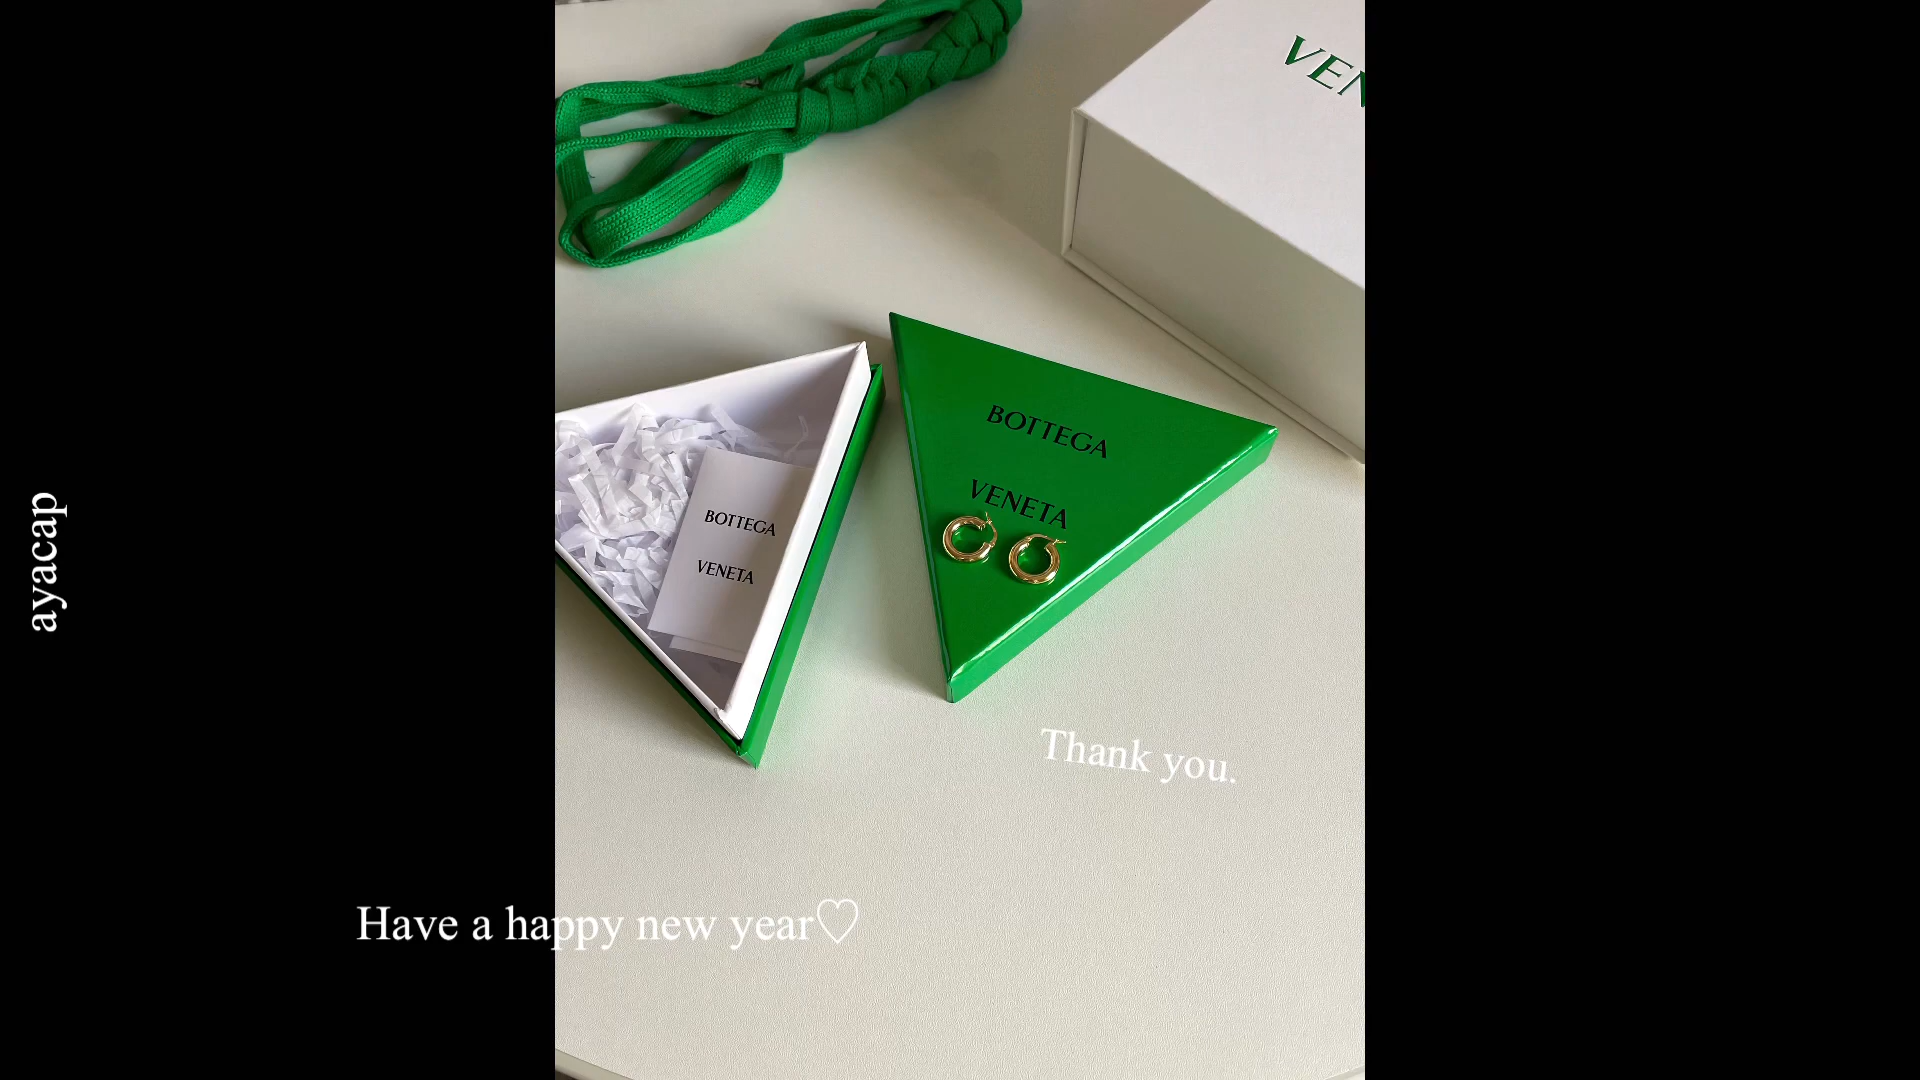 VEN
BOTTEGA
VENETA
BOTTEGA
VENETA
ayacap
Thank you.
Have a happy new year♡